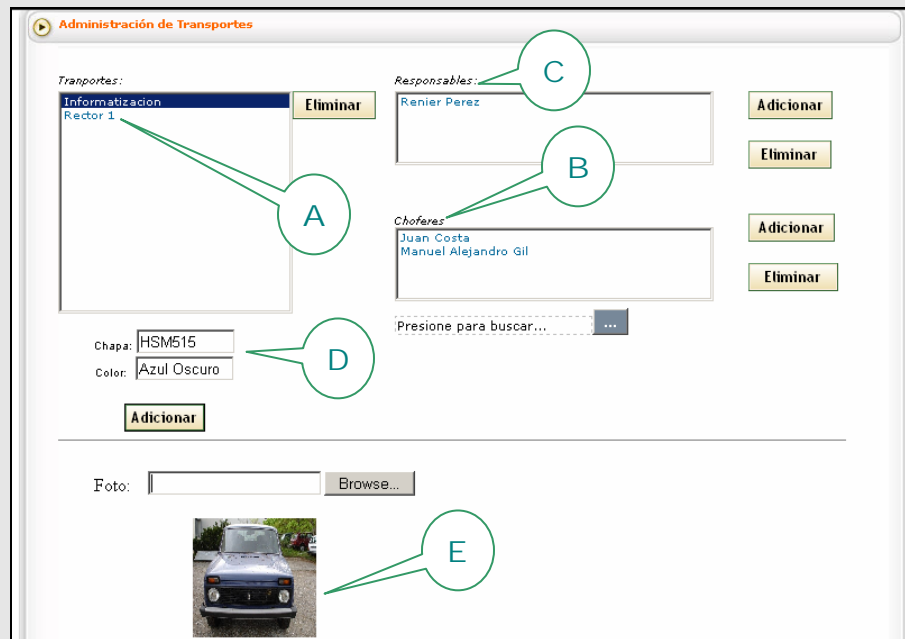 Administración de Transportes
Tranportes:
Informatizacion
Rector 1
Eliminar
A
Responsables:
C
Renier Perez
Adicionar
Eliminar
B
Choferes
Juan Costa
Manuel Alejandro Gil
Adicionar
Eliminar
Presione para buscar... ...
Chapa: HSM515
Color: Azul Oscuro
D
Adicionar
Foto: Browse...
E